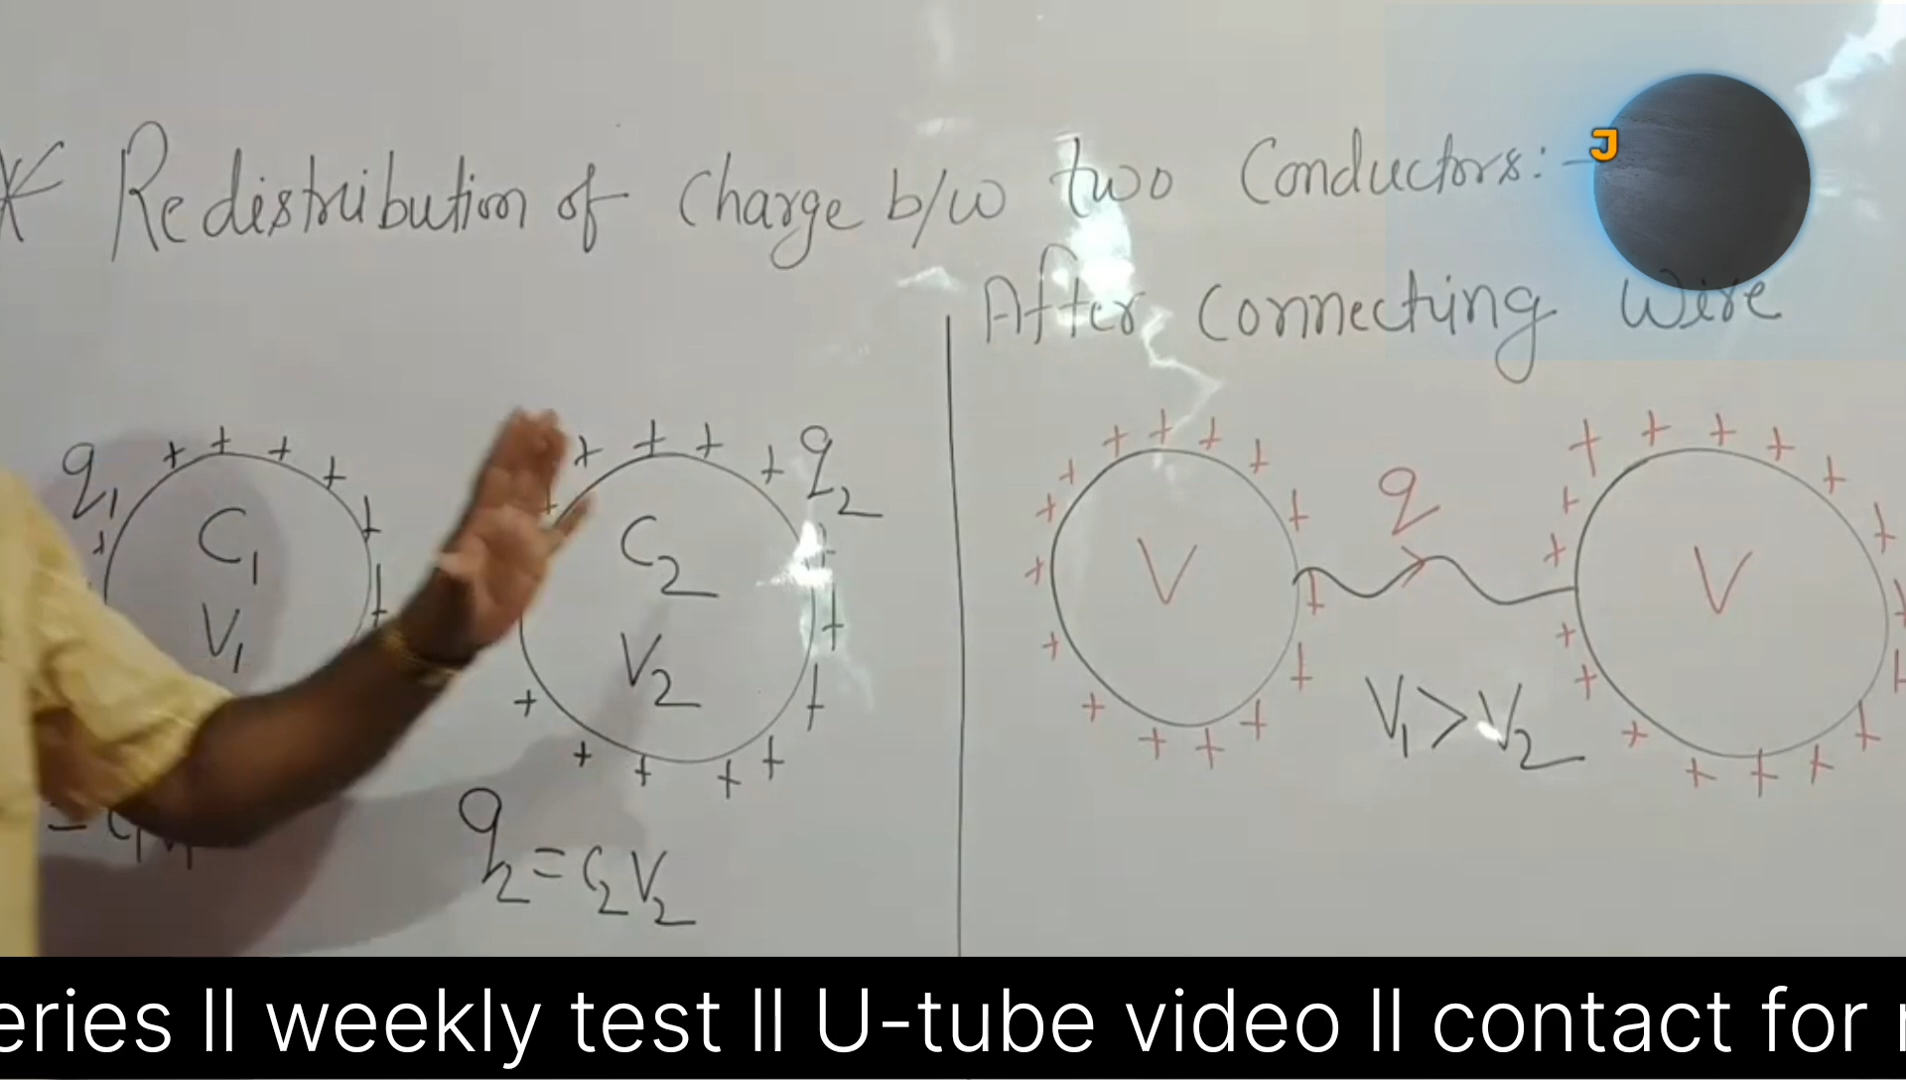 Redistribution of charge b/w two Conductors:-
J
After connecting wire
q₁
C₁
V₁
q₂
C₂
V₂
q₂ = C₂V₂
V
q
V
V₁ > V₂
eries ll weekly test ll U-tube video ll contact for